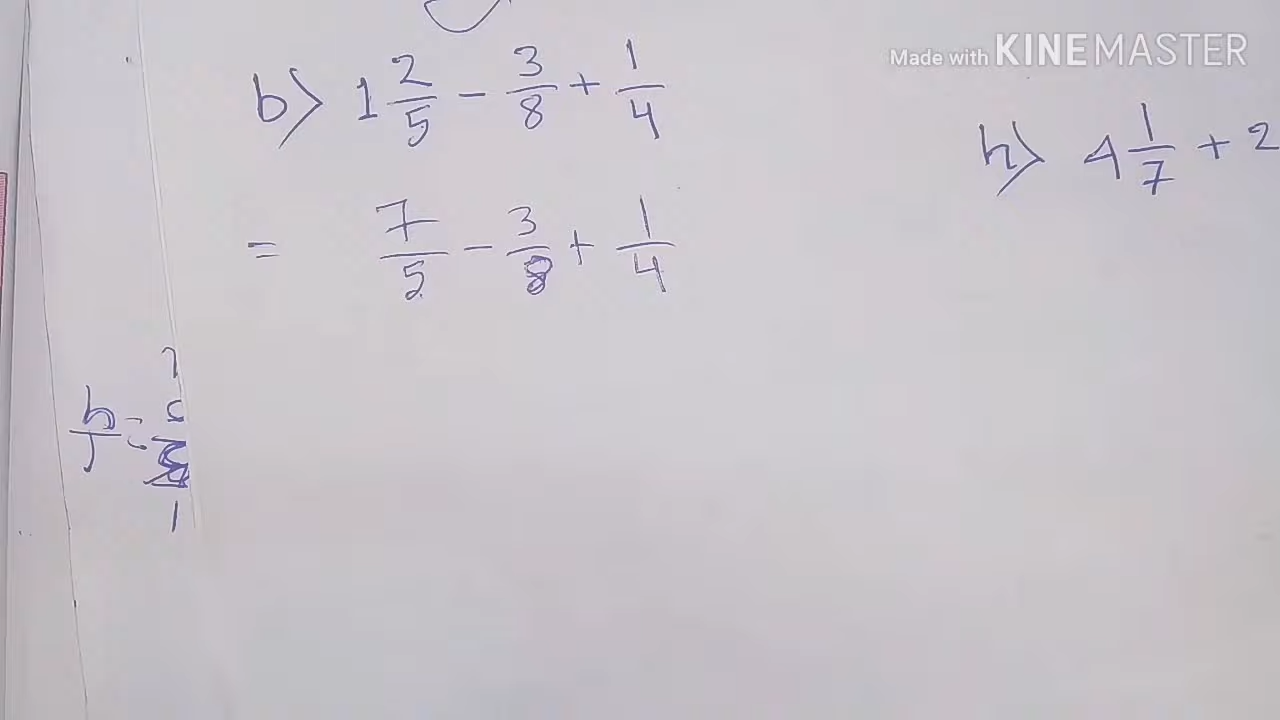 Made with KINEMASTER
b) 1 2/5 - 3/8 + 1/4
h) 4 1/7 + 2
= 7/5 - 3/8 + 1/4